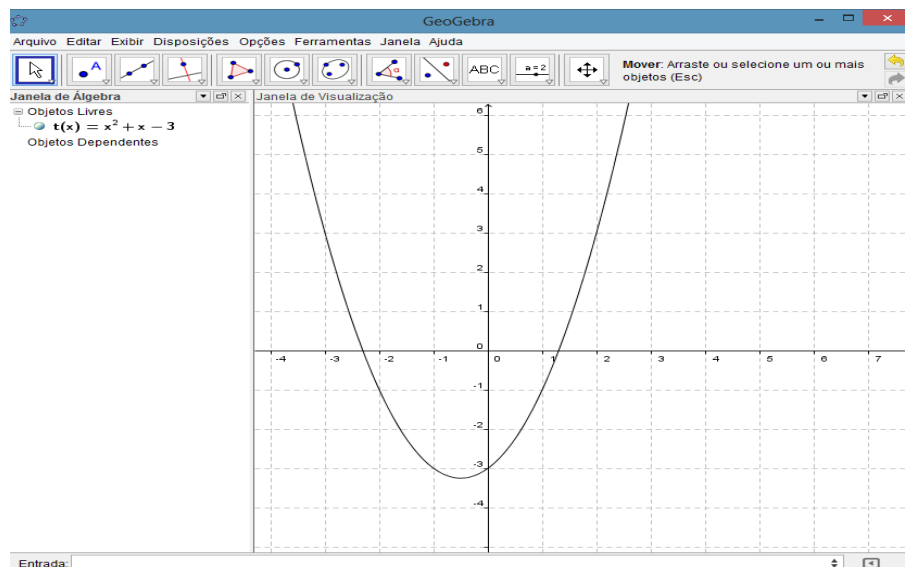 GeoGebra
Arquivo Editar Exibir Disposições Opções Ferramentas Janela Ajuda
A
α
ABC
a=2
Mover: Arraste ou selecione um ou mais
objetos (Esc)
Janela de Álgebra
Janela de Visualização
Objetos Livres
t(x) = x² + x − 3
Objetos Dependentes
6
5
4
3
2
1
0
-4 -3 -2 -1 0 1 2 3 4 5 6 7
-1
-2
-3
-4
Entrada: